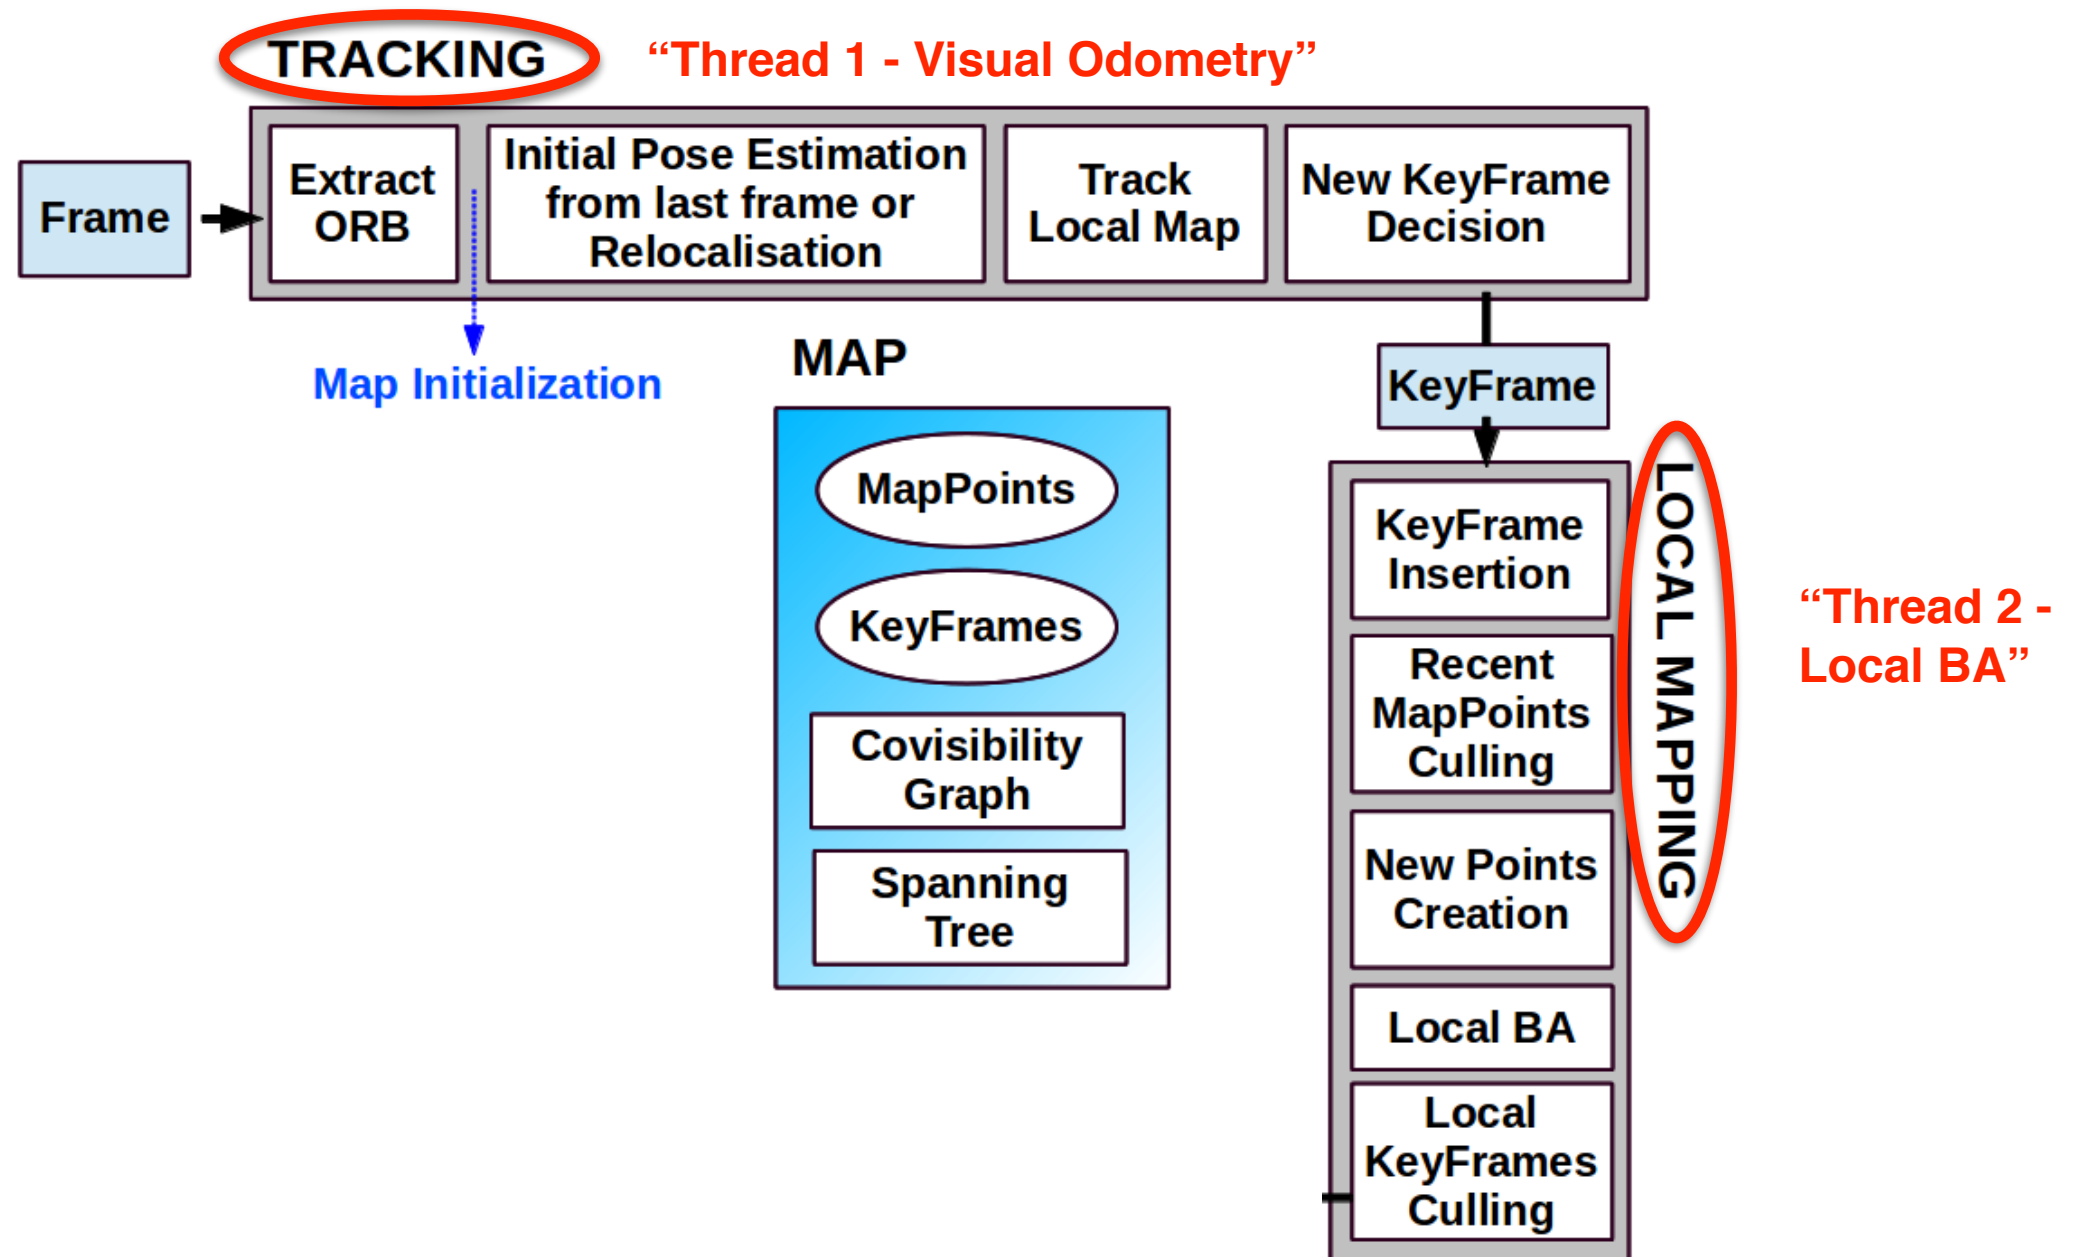 TRACKING
“Thread 1 - Visual Odometry”
Frame
Extract
ORB
Initial Pose Estimation
from last frame or
Relocalisation
Track
Local Map
New KeyFrame
Decision
Map Initialization
MAP
MapPoints
KeyFrames
Covisibility
Graph
Spanning
Tree
KeyFrame
KeyFrame
Insertion
Recent
MapPoints
Culling
New Points
Creation
Local BA
Local
KeyFrames
Culling
LOCAL MAPPING
“Thread 2 -
Local BA”